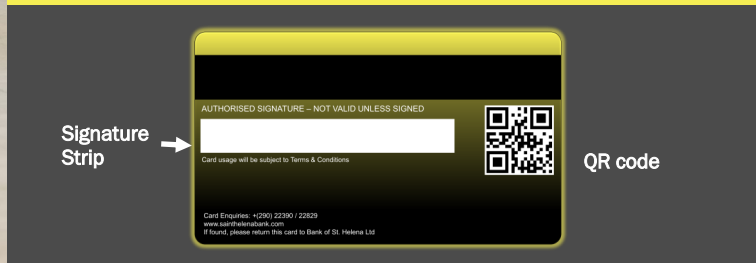 AUTHORISED SIGNATURE – NOT VALID UNLESS SIGNED
Signature
Strip
Card usage will be subject to Terms & Conditions
QR code
Card Enquiries: +(290) 22390 / 22829
www.sainthelenabank.com
If found, please return this card to Bank of St. Helena Ltd